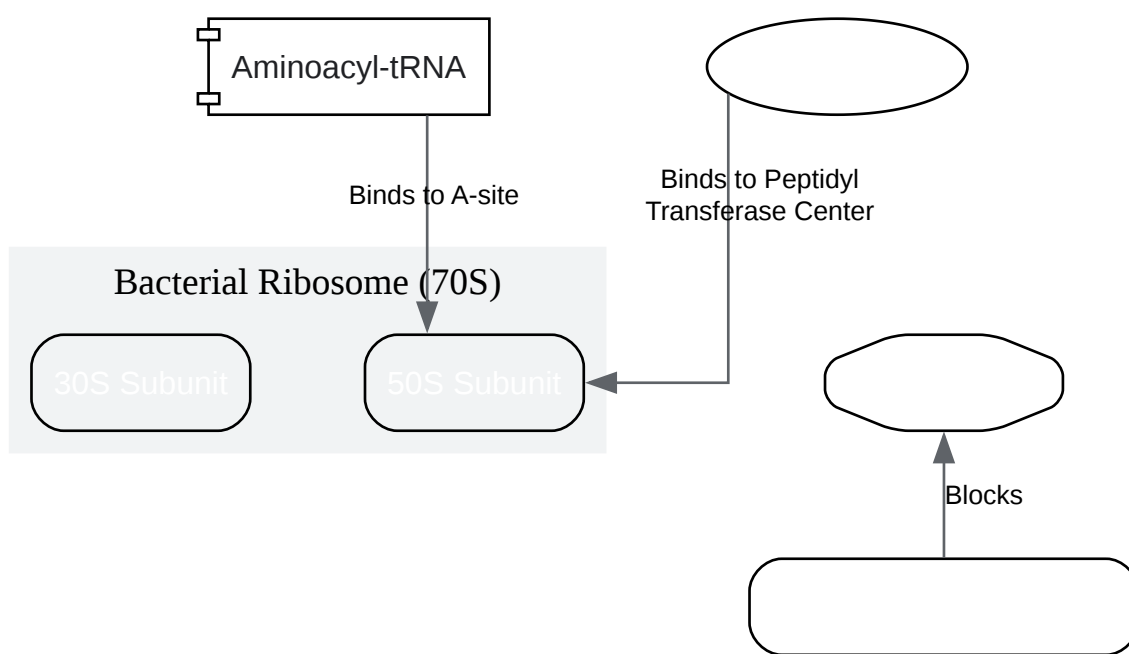 Aminoacyl-tRNA
Binds to A-site
Binds to Peptidyl
Transferase Center
Bacterial Ribosome (70S)
30S Subunit
50S Subunit
Blocks